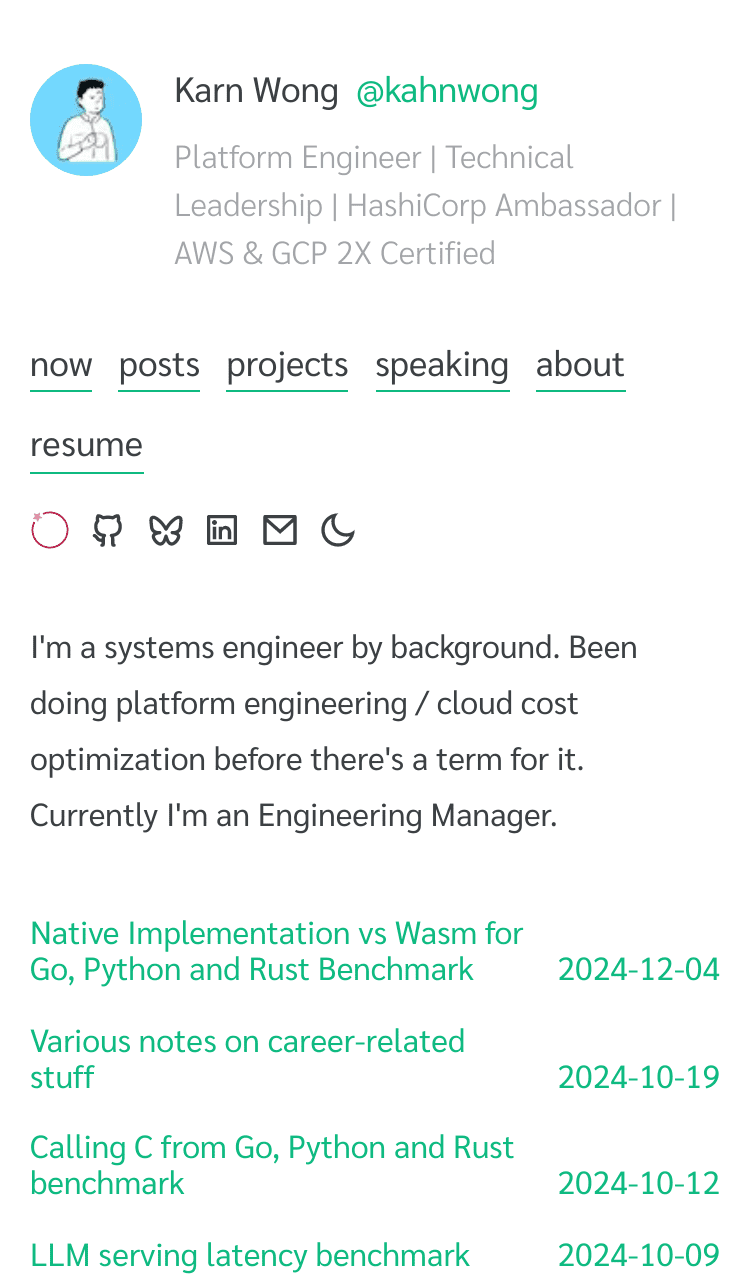 Karn Wong @kahnwong
Platform Engineer | Technical
Leadership | HashiCorp Ambassador |
AWS & GCP 2X Certified
now posts projects speaking about
resume
in
I'm a systems engineer by background. Been
doing platform engineering / cloud cost
optimization before there's a term for it.
Currently I'm an Engineering Manager.
Native Implementation vs Wasm for
Go, Python and Rust Benchmark 2024-12-04
Various notes on career-related
stuff 2024-10-19
Calling C from Go, Python and Rust
benchmark 2024-10-12
LLM serving latency benchmark 2024-10-09